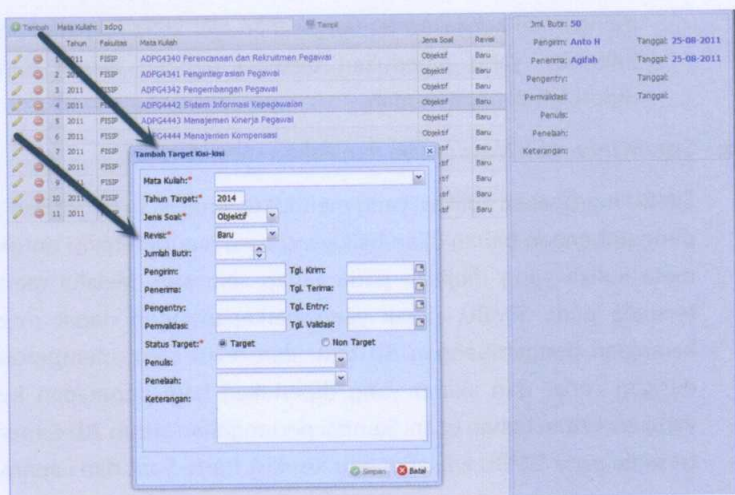 Tambah Mata Kuliah: adpg Tampil
Tahun Fakultas Mata Kuliah Jenis Soal Revisi
1 2011 FISIP ADPG4340 Perencanaan dan Rekruitmen Pegawai Objektif Baru
2 2011 FISIP ADPG4341 Pengintegrasian Pegawai Objektif Baru
3 2011 FISIP ADPG4342 Pengembangan Pegawai Objektif Baru
4 2011 FISIP ADPG4442 Sistem Informasi Kepegawaian Objektif Baru
5 2011 FISIP ADPG4443 Manajemen Kinerja Pegawai Objektif Baru
6 2011 FISIP ADPG4444 Manajemen Kompensasi Objektif Baru
7 2011 FISIP Baru
8 2011 FISIP Baru
9 2011 FISIP Baru
10 2011 FISIP Baru
11 2011 FISIP Baru
Jml. Butir: 50
Pengirim: Anto H Tanggal: 25-08-2011
Penerima: Agifah Tanggal: 25-08-2011
Pengentry: Tanggal:
Pemvalidasi: Tanggal:
Penulis:
Penelaah:
Keterangan:
Tambah Target Kisi-kisi
Mata Kuliah:*
Tahun Target:* 2014
Jenis Soal:* Objektif
Revisi:* Baru
Jumlah Butir:
Pengirim: Tgl. Kirim:
Penerima: Tgl. Terima:
Pengentry: Tgl. Entry:
Pemvalidasi: Tgl. Validasi:
Status Target:* Target Non Target
Penulis:
Penelaah:
Keterangan:
Simpan Batal